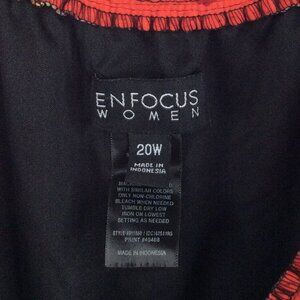 ENFOCUS
WOMEN
20W
MADE IN
INDONESIA
WITH SIMILAR COLORS
ONLY NON-CHLORINE
BLEACH WHEN NEEDED
TUMBLE DRY LOW
IRON ON LOWEST
SETTING AS NEEDED
PRINT
MADE IN INDONESIA